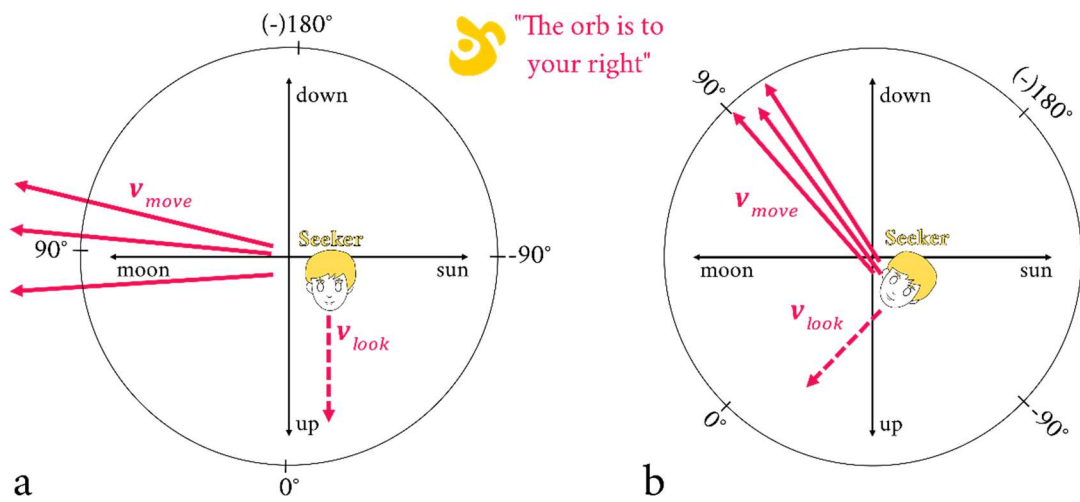 (-)180°
"The orb is to
your right"
down
v move
Seeker
90°
moon
sun
-90°
v look
up
0°
a
90°
down
(-)180°
v move
Seeker
moon
sun
v look
0°
up
-90°
b